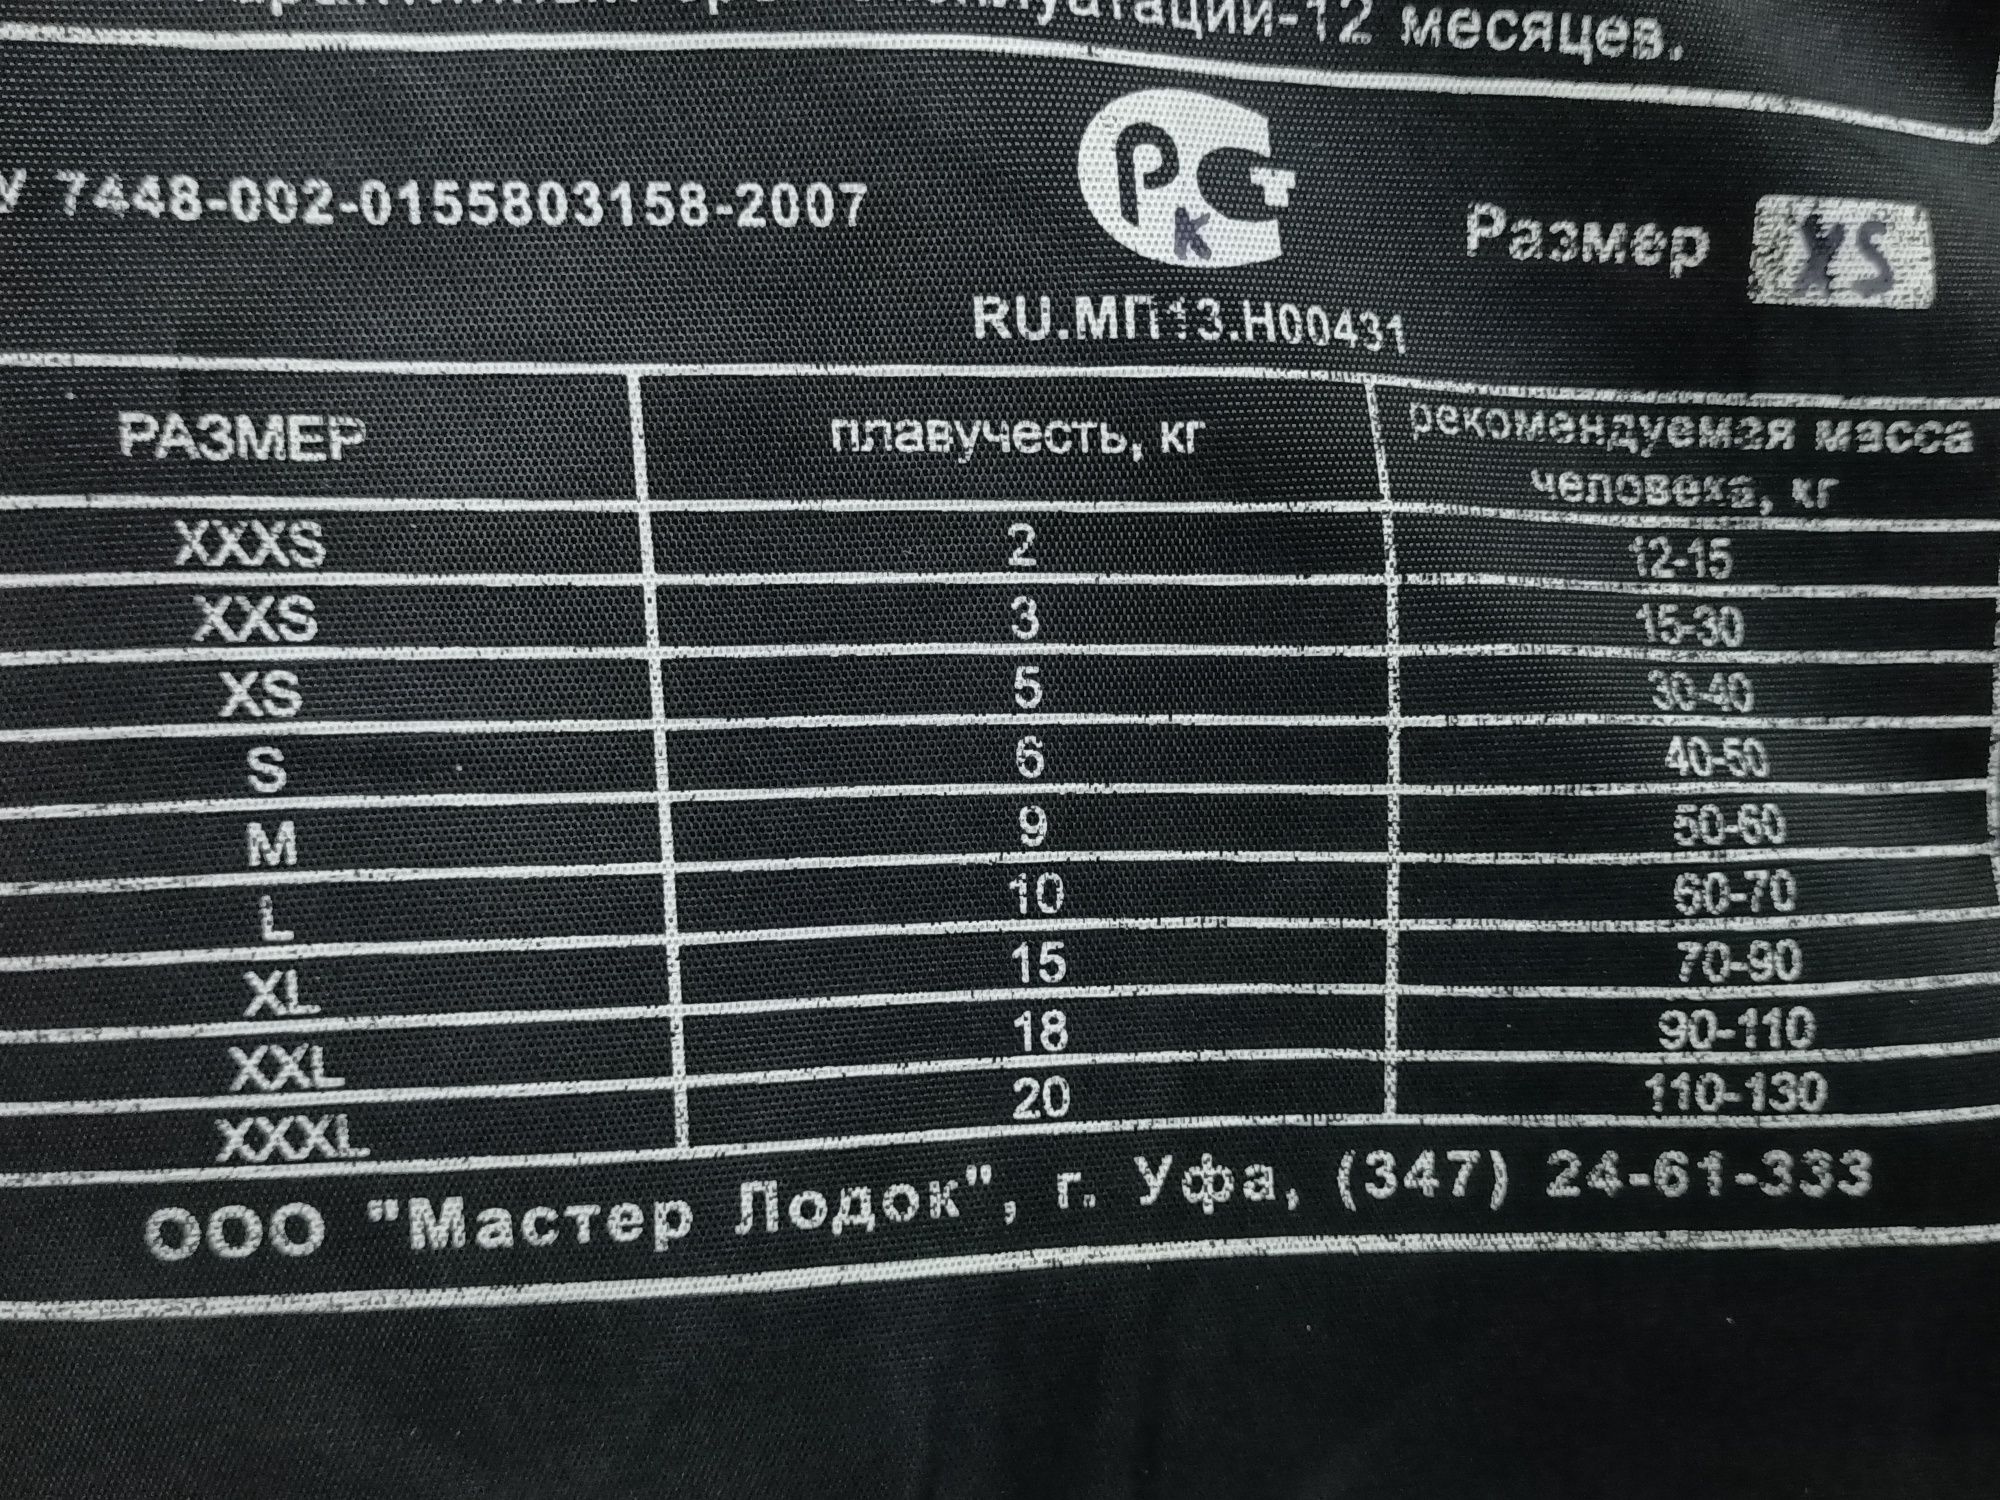 эксплуатации-12 месяцев.
У 7448-002-0155803158-2007
РСТ
К
Размер XS
RU.МП13.Н00431
РАЗМЕР плавучесть, кг рекомендуемая масса человека, кг
XXXS 2 12-15
XXS 3 15-30
XS 5 30-40
S 6 40-50
M 9 50-60
L 10 60-70
XL 15 70-90
XXL 18 90-110
XXXL 20 110-130
ООО "Мастер Лодок", г. Уфа, (347) 24-61-333